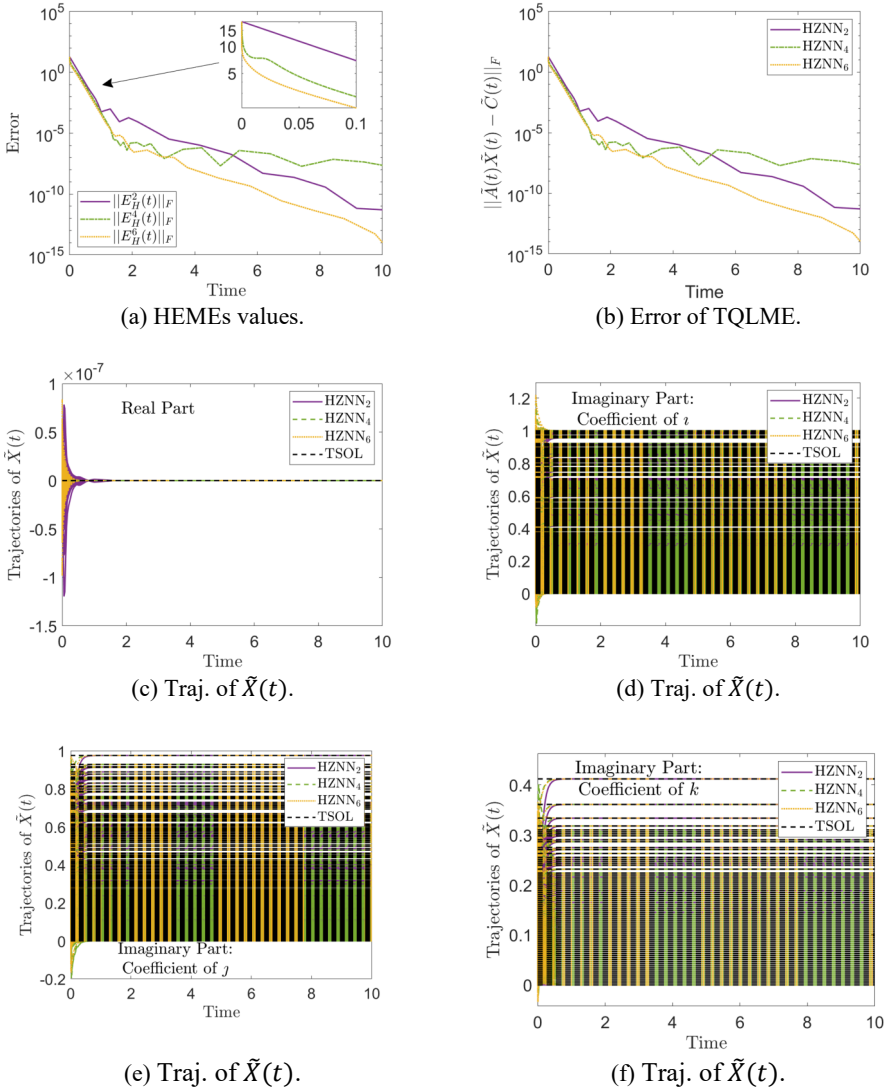 10^5
10^0
10^-5
10^-10
10^-15
Error
15
10
5
0 0.05 0.1
||E_H^2(t)||_F
||E_H^4(t)||_F
||E_H^6(t)||_F
0 2 4 6 8 10
Time
(a) HEMEs values.
10^5
10^0
10^-5
10^-10
10^-15
||Ã(t)X̃(t) − C̃(t)||_F
HZNN_2
HZNN_4
HZNN_6
0 2 4 6 8 10
Time
(b) Error of TQLME.
×10^-7
1
0.5
0
-0.5
-1
-1.5
Trajectories of X̃(t)
Real Part
HZNN_2
HZNN_4
HZNN_6
TSOL
0 2 4 6 8 10
Time
(c) Traj. of X̃(t).
1.2
1
0.8
0.6
0.4
0.2
0
Trajectories of X̃(t)
Imaginary Part:
Coefficient of ı
HZNN_2
HZNN_4
HZNN_6
TSOL
0 2 4 6 8 10
Time
(d) Traj. of X̃(t).
1
0.8
0.6
0.4
0.2
0
-0.2
Trajectories of X̃(t)
HZNN_2
HZNN_4
HZNN_6
TSOL
Imaginary Part:
Coefficient of ȷ
0 2 4 6 8 10
Time
(e) Traj. of X̃(t).
0.4
0.3
0.2
0.1
0
Trajectories of X̃(t)
Imaginary Part:
Coefficient of k
HZNN_2
HZNN_4
HZNN_6
TSOL
0 2 4 6 8 10
Time
(f) Traj. of X̃(t).